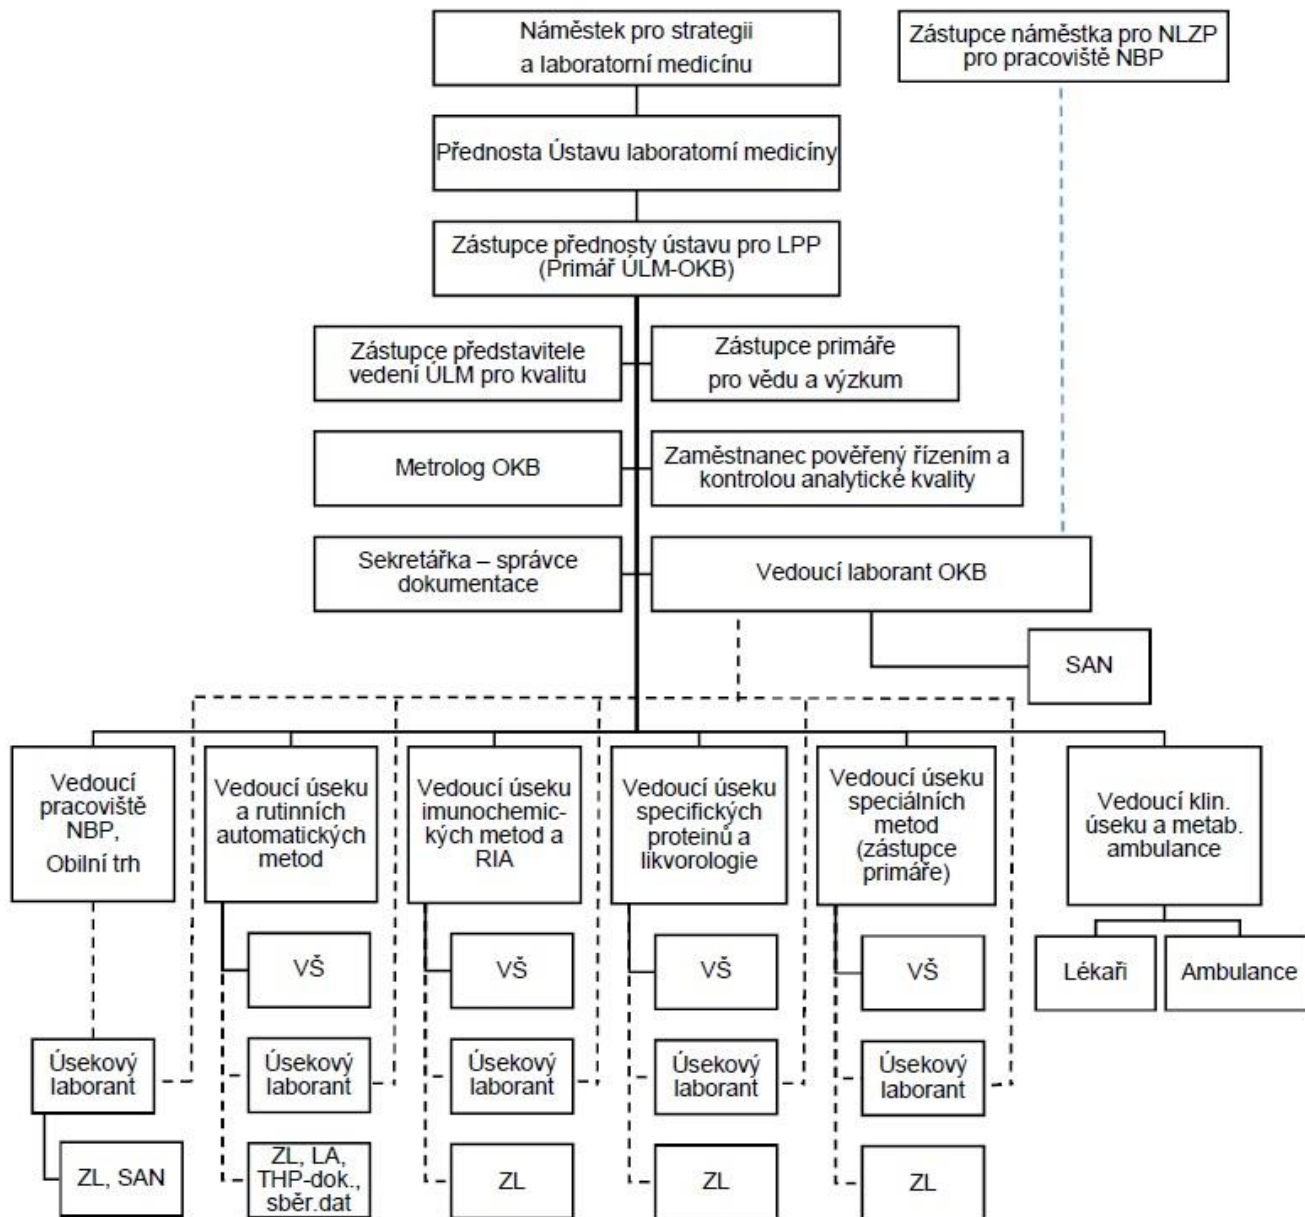 Náměstek pro strategii
a laboratorní medicínu
Zástupce náměstka pro NLZP
pro pracoviště NBP
Přednosta Ústavu laboratorní medicíny
Zástupce přednosty ústavu pro LPP
(Primář ÚLM-OKB)
Zástupce představitele
vedení ÚLM pro kvalitu
Zástupce primáře
pro vědu a výzkum
Metrolog OKB
Zaměstnanec pověřený řízením a
kontrolou analytické kvality
Sekretářka – správce
dokumentace
Vedoucí laborant OKB
SAN
Vedoucí
pracoviště
NBP,
Obilní trh
Vedoucí úseku
a rutinních
automatických
metod
Vedoucí úseku
imunochemic-
kých metod a
RIA
Vedoucí úseku
specifických
proteinů a
likvorologie
Vedoucí úseku
speciálních
metod
(zástupce
primáře)
Vedoucí klin.
úseku a metab.
ambulance
VŠ
VŠ
VŠ
VŠ
Lékaři
Ambulance
Úsekový
laborant
Úsekový
laborant
Úsekový
laborant
Úsekový
laborant
Úsekový
laborant
ZL, SAN
ZL, LA,
THP-dok.,
sběr.dat
ZL
ZL
ZL